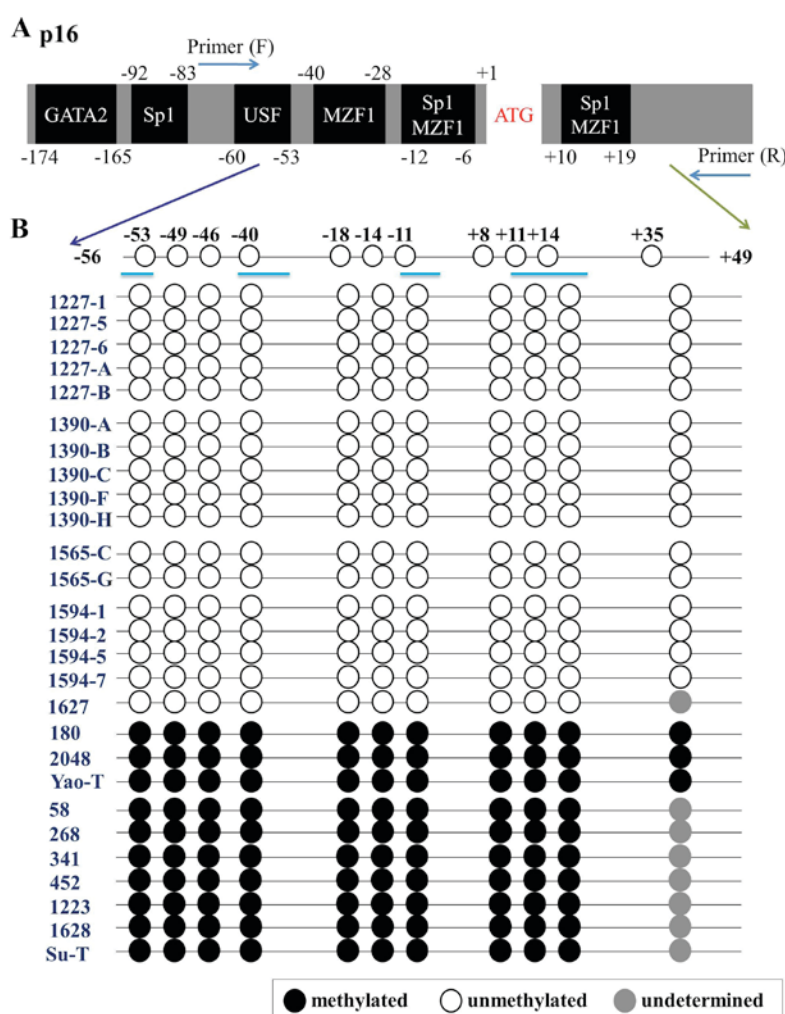 A p16
Primer (F)
-92 -83 -40 -28 +1
GATA2 Sp1 USF MZF1 Sp1 MZF1 ATG Sp1 MZF1
-174 -165 -60 -53 -12 -6 +10 +19 Primer (R)
B
-53 -49 -46 -40 -18 -14 -11 +8 +11 +14 +35
-56 +49
1227-1
1227-5
1227-6
1227-A
1227-B
1390-A
1390-B
1390-C
1390-F
1390-H
1565-C
1565-G
1594-1
1594-2
1594-5
1594-7
1627
180
2048
Yao-T
58
268
341
452
1223
1628
Su-T
methylated unmethylated undetermined